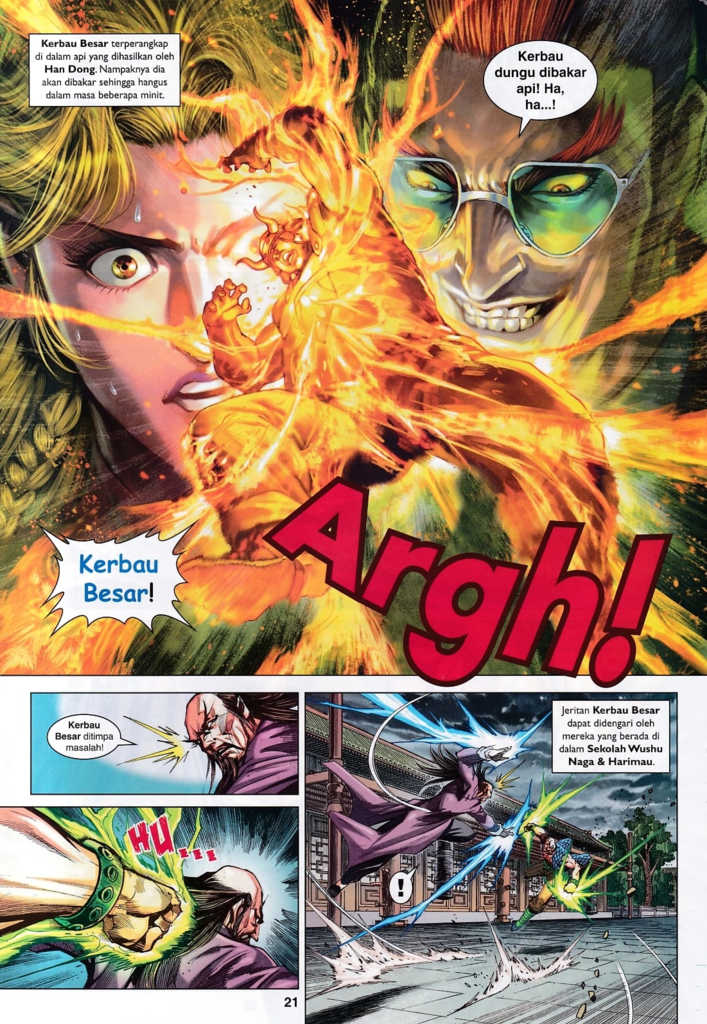 Kerbau Besar terperangkap
di dalam api yang dihasilkan oleh
Han Dong. Nampaknya dia
akan dibakar sehingga hangus
dalam masa beberapa minit.
Kerbau
dungu dibakar
api! Ha,
ha...!
Kerbau
Besar!
Argh!
Kerbau
Besar ditimpa
masalah!
Jeritan Kerbau Besar
dapat didengari oleh
mereka yang berada di
dalam Sekolah Wushu
Naga & Harimau.
HU...
!
21